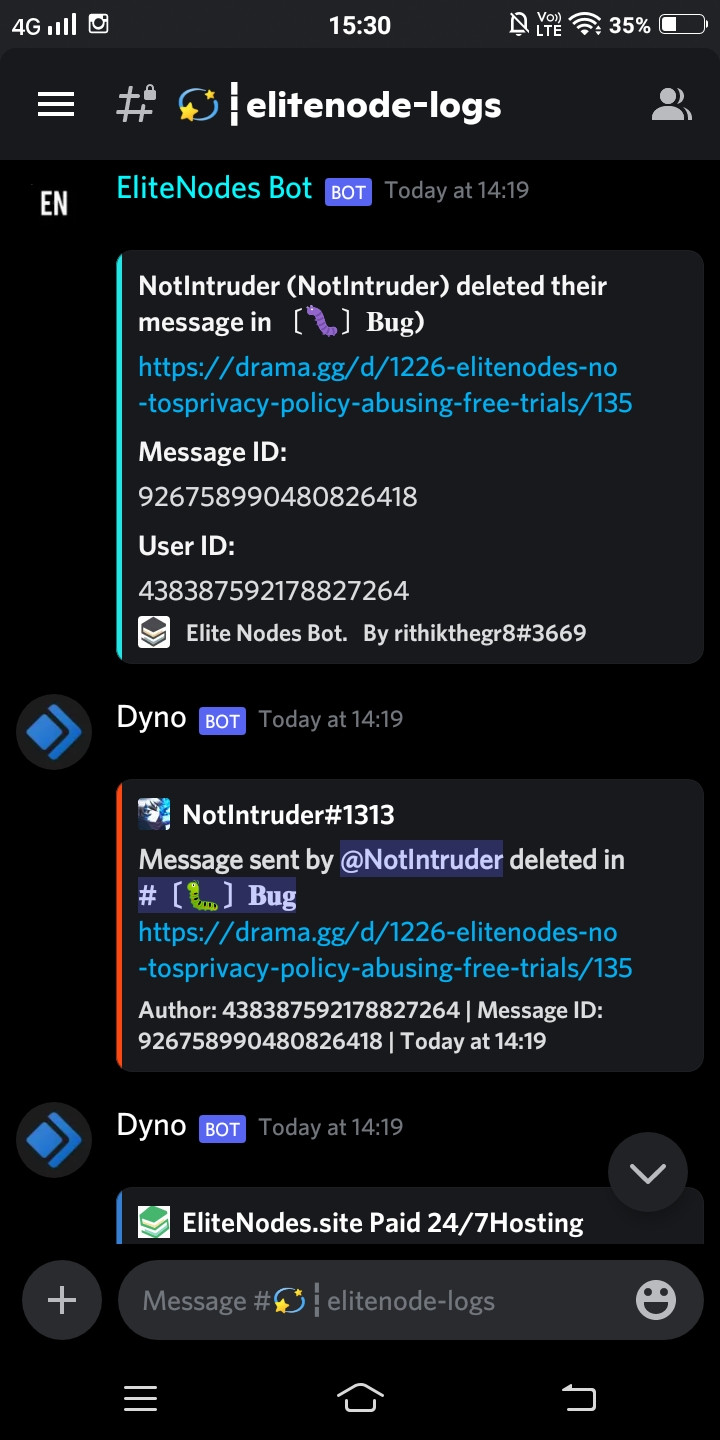 4G 15:30 Vo)) LTE 35%
#💫┇elitenode-logs
EN
EliteNodes Bot BOT Today at 14:19
NotIntruder (NotIntruder) deleted their
message in 〔🐛〕𝐁𝐮𝐠)
https://drama.gg/d/1226-elitenodes-no
-tosprivacy-policy-abusing-free-trials/135
Message ID:
926758990480826418
User ID:
438387592178827264
Elite Nodes Bot. By rithikthegr8#3669
Dyno BOT Today at 14:19
NotIntruder#1313
Message sent by @NotIntruder deleted in
#〔🐛〕𝐁𝐮𝐠
https://drama.gg/d/1226-elitenodes-no
-tosprivacy-policy-abusing-free-trials/135
Author: 438387592178827264 | Message ID:
926758990480826418 | Today at 14:19
Dyno BOT Today at 14:19
EliteNodes.site Paid 24/7Hosting
Message #💫┇elitenode-logs